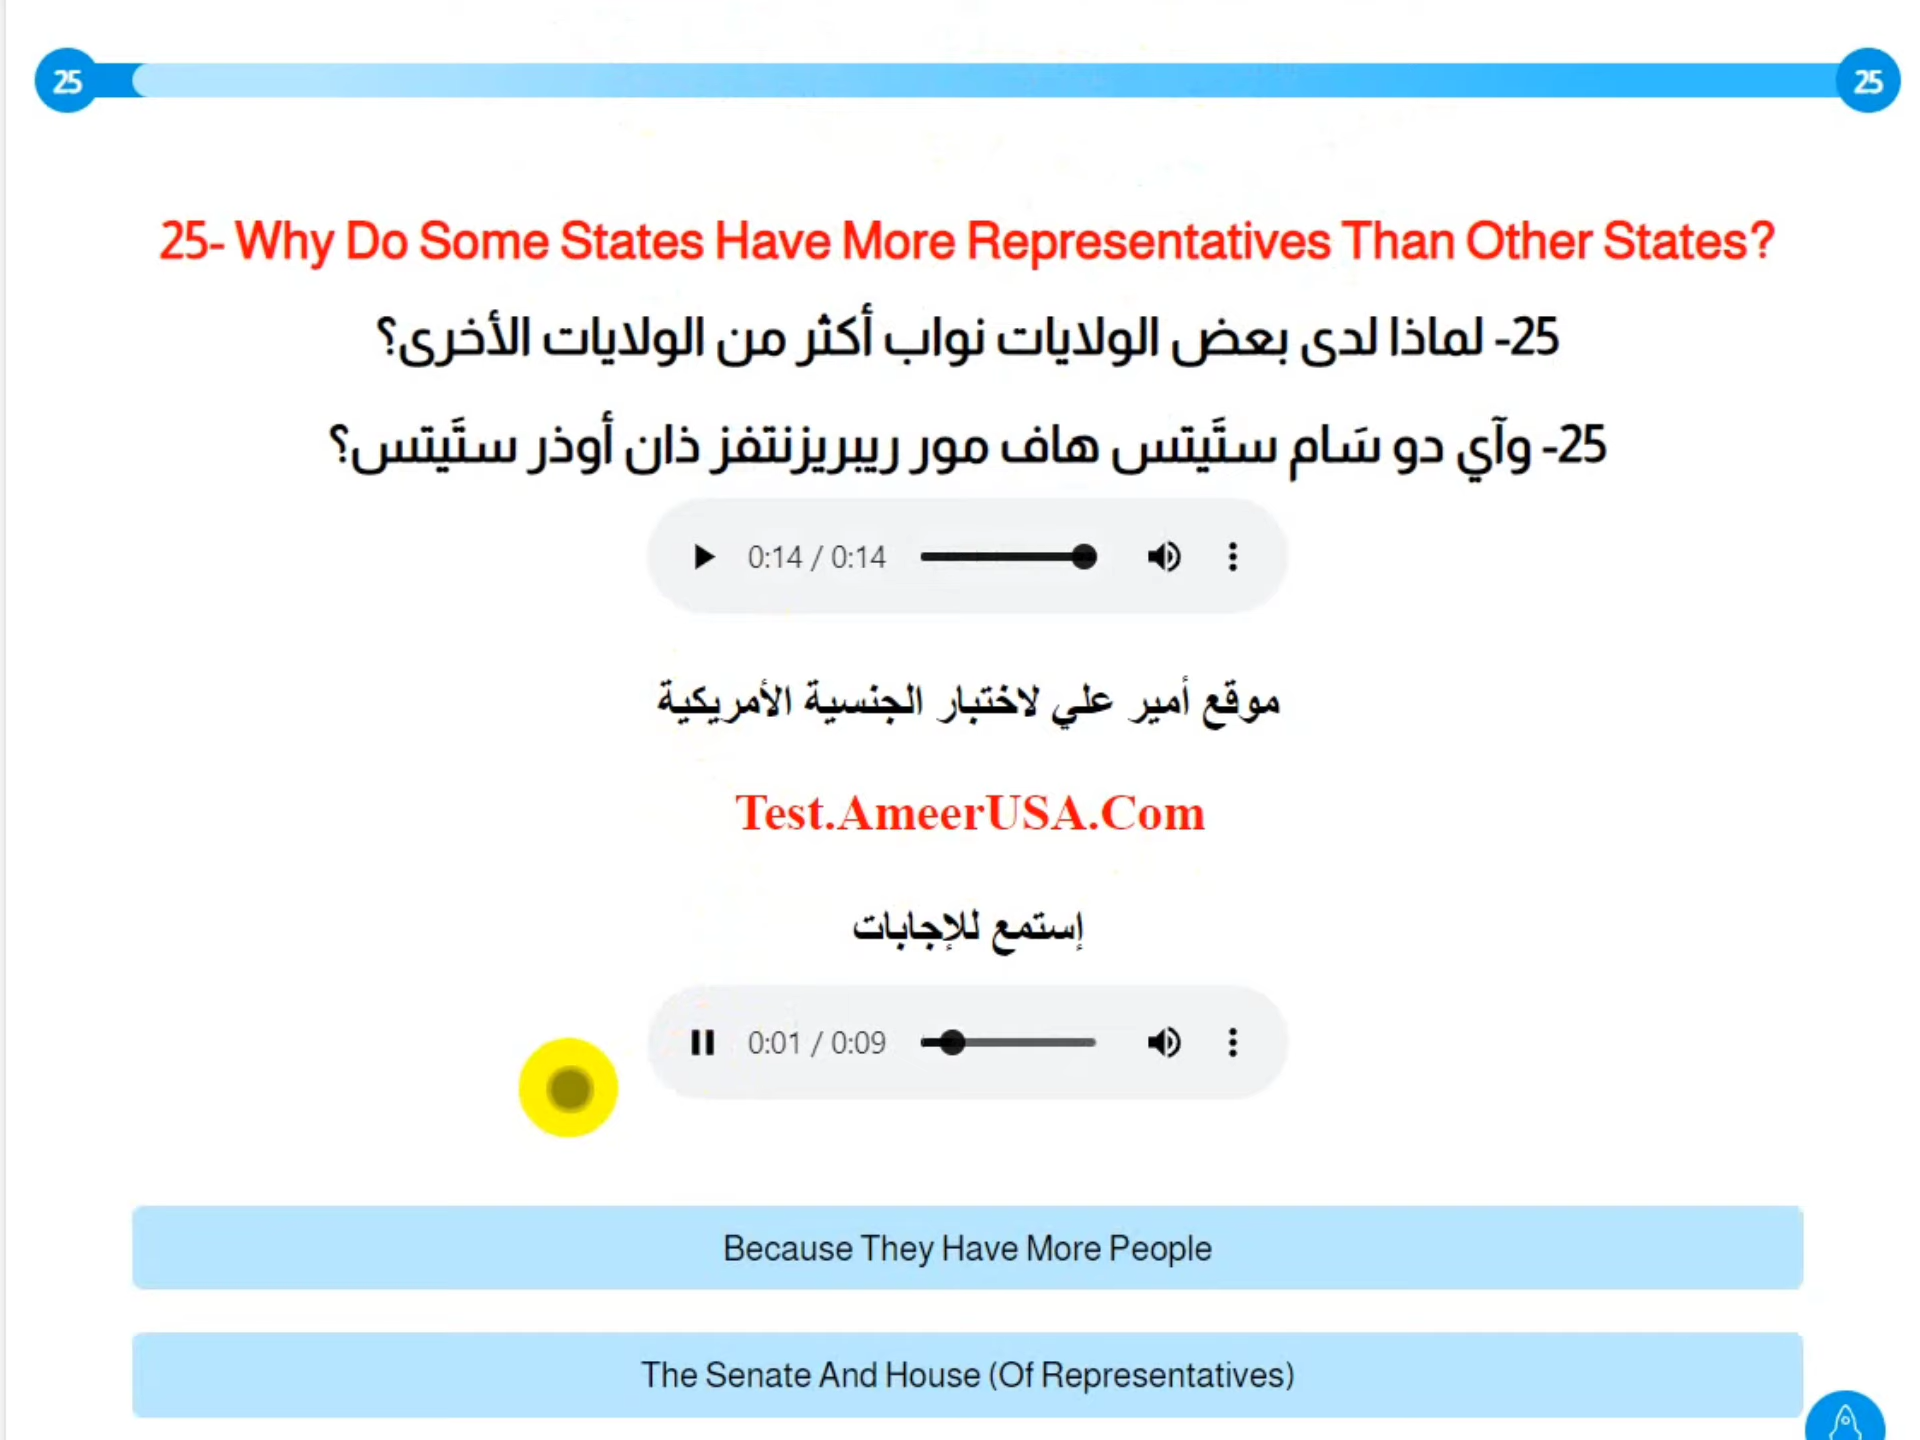 25 25
25- Why Do Some States Have More Representatives Than Other States?
25- لماذا لدى بعض الولايات نواب أكثر من الولايات الأخرى؟
25- وآي دو سَام ستَيتس هاف مور ريبريزنتفز ذان أوذر ستَيتس؟
0:14 / 0:14
موقع أمير علي لاختبار الجنسية الأمريكية
Test.AmeerUSA.Com
إستمع للإجابات
0:01 / 0:09
Because They Have More People
The Senate And House (Of Representatives)